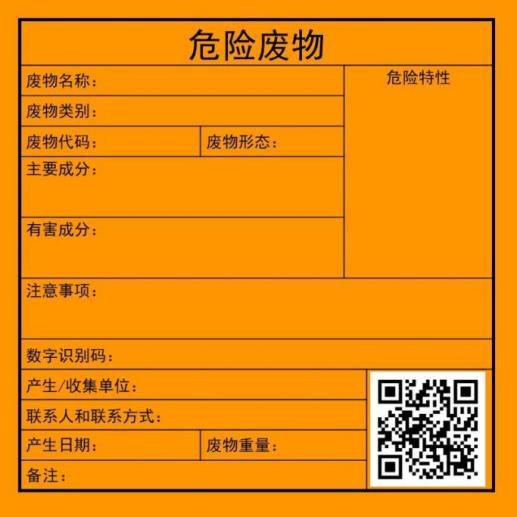 危险废物
废物名称：
危险特性
废物类别：
废物代码：
废物形态：
主要成分：
有害成分：
注意事项：
数字识别码：
产生/收集单位：
联系人和联系方式：
产生日期：
废物重量：
备注：